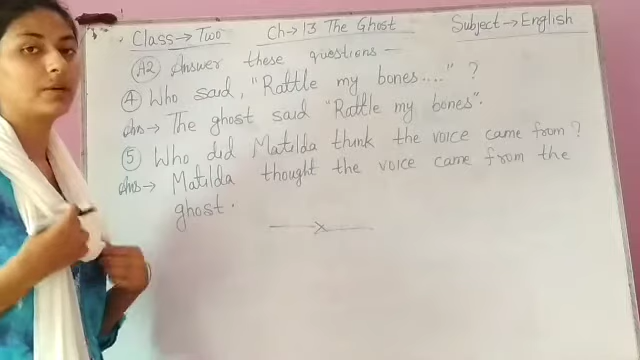 Class → Two Ch → 13 The Ghost Subject → English
A2 Answer these questions —
4 Who said, "Rattle my bones...." ?
Ans → The ghost said "Rattle my bones".
5 Who did Matilda think the voice came from ?
Ans → Matilda thought the voice came from the
ghost.